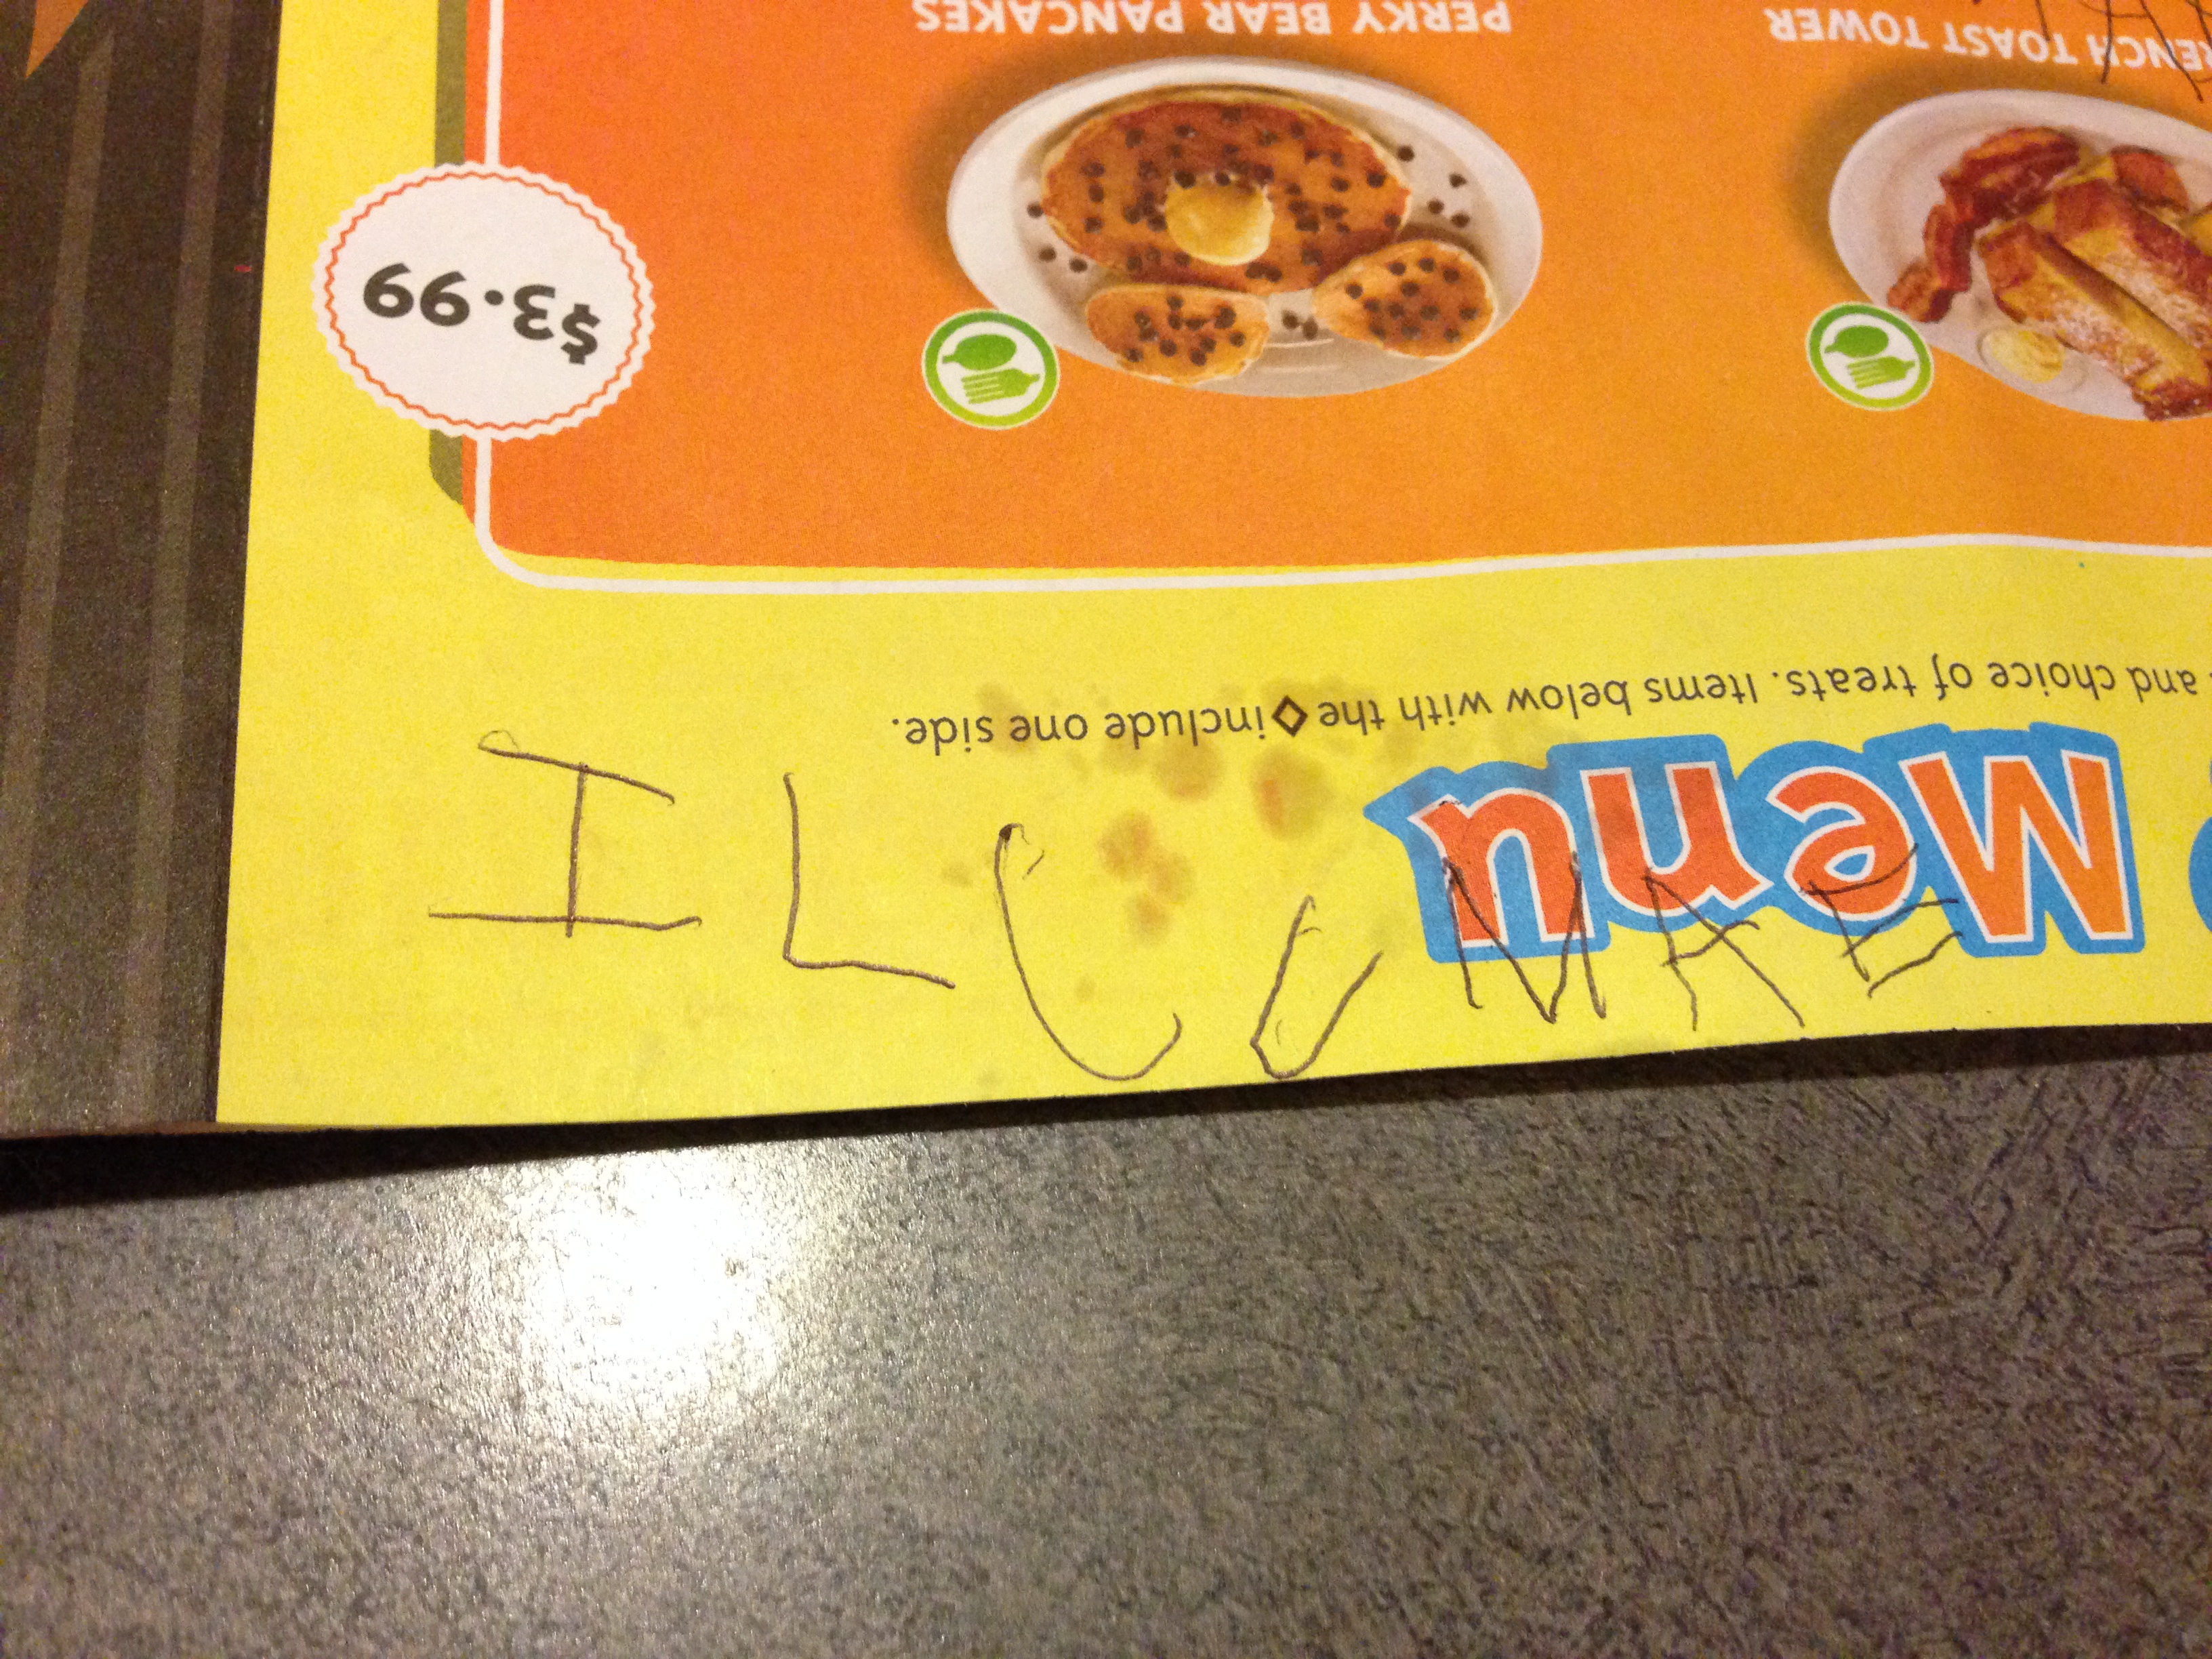 Menu
and choice of treats. Items below with the ◇ include one side.
$3.99
TOAST TOWER
PERKY BEAR PANCAKES
I L C U M A E